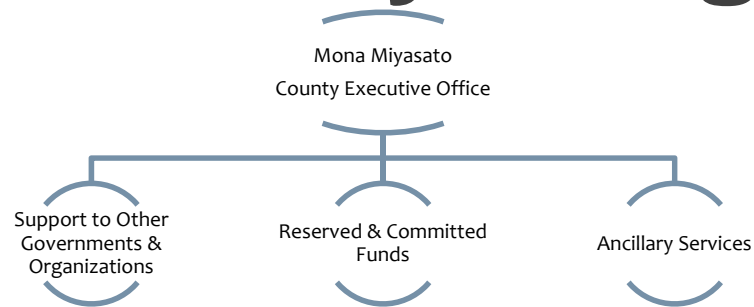 Mona Miyasato
County Executive Office
Support to Other
Governments &
Organizations
Reserved & Committed
Funds
Ancillary Services